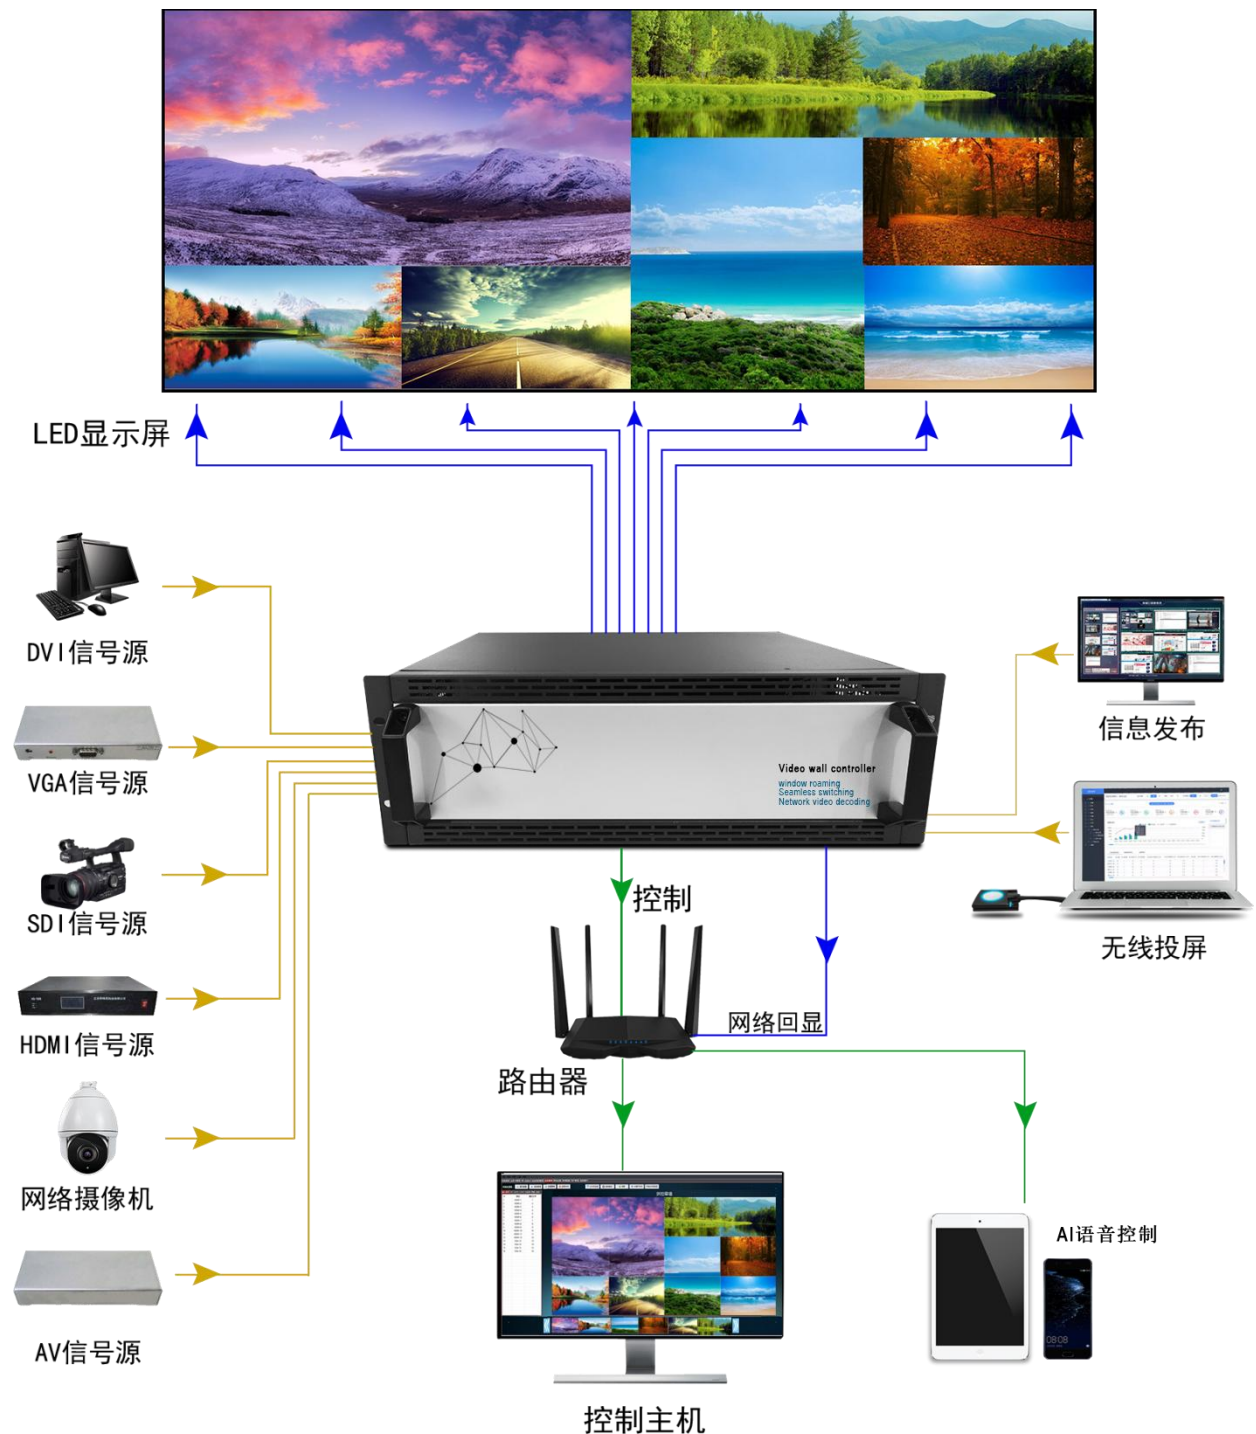 LED显示屏
DVI信号源
VGA信号源
SDI信号源
HDMI信号源
网络摄像机
AV信号源
Video wall controller
window roaming
Seamless switching
Network video decoding
信息发布
无线投屏
控制
网络回显
路由器
AI语音控制
08:08
控制主机